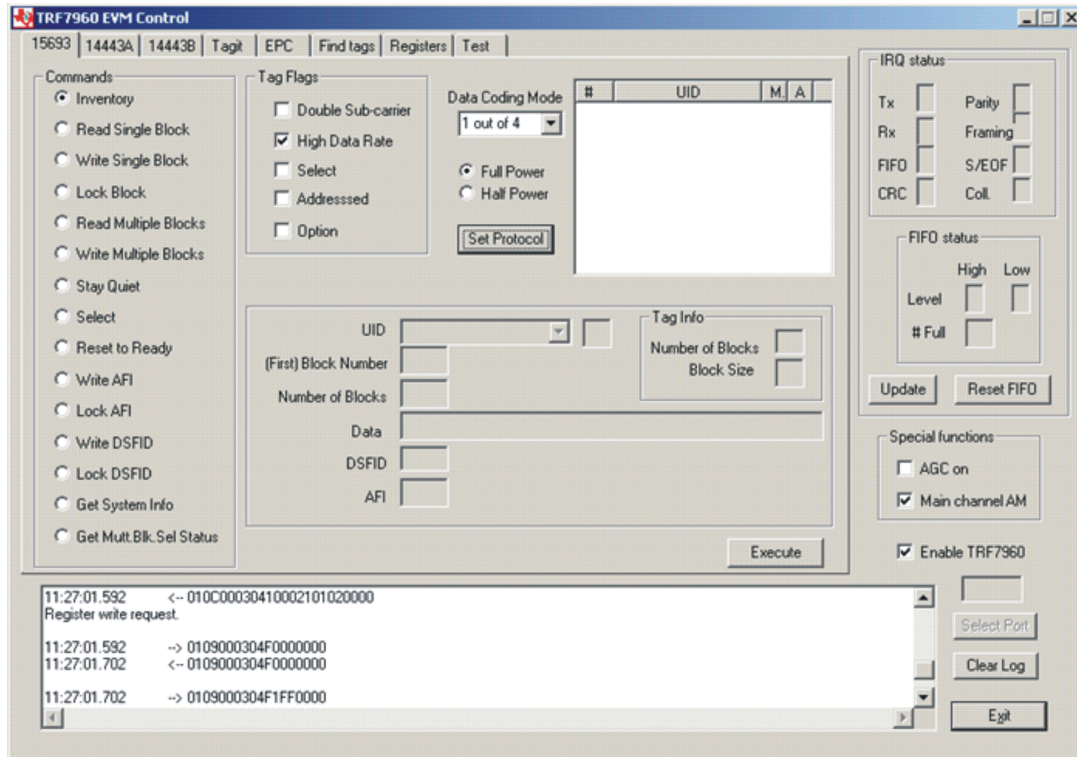 TRF7960 EVM Control
15693 14443A 14443B Tagit EPC Find tags Registers Test
Commands
Inventory
Read Single Block
Write Single Block
Lock Block
Read Multiple Blocks
Write Multiple Blocks
Stay Quiet
Select
Reset to Ready
Write AFI
Lock AFI
Write DSFID
Lock DSFID
Get System Info
Get Mutt.Blk.Sel Status
Tag Flags
Double Sub-carrier
High Data Rate
Select
Addresssed
Option
Data Coding Mode
1 out of 4
Full Power
Half Power
Set Protocol
# UID M. A
UID
(First) Block Number
Number of Blocks
Data
DSFID
AFI
Tag Info
Number of Blocks
Block Size
Execute
IRQ status
Tx Parity
Rx Framing
FIFO S/EOF
CRC Coll.
FIFO status
High Low
Level
# Full
Update Reset FIFO
Special functions
AGC on
Main channel AM
Enable TRF7960
Select Port
Clear Log
Exit
11:27:01.592 <-- 010C00030410002101020000
Register write request.
11:27:01.592 --> 0109000304F0000000
11:27:01.702 <-- 0109000304F0000000
11:27:01.702 --> 0109000304F1FF0000